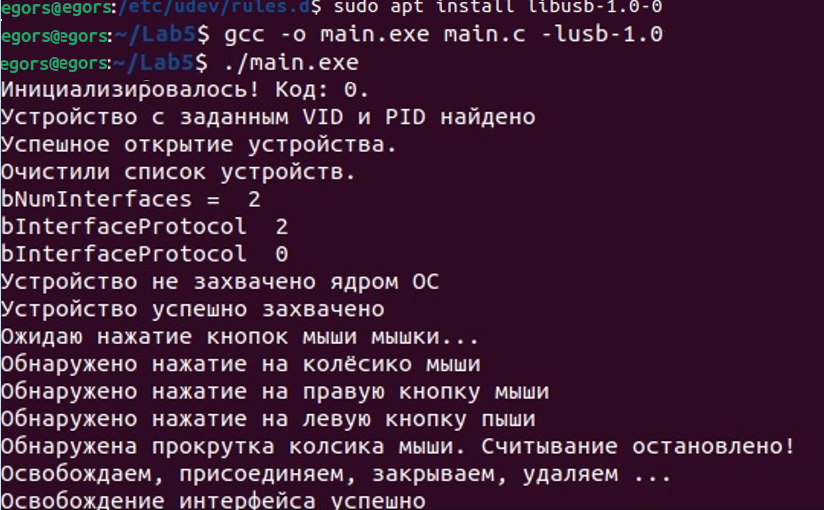 egors@egors:/etc/udev/rules.d$ sudo apt install libusb-1.0-0
egors@egors:~/Lab5$ gcc -o main.exe main.c -lusb-1.0
egors@egors:~/Lab5$ ./main.exe
Инициализировалось! Код: 0.
Устройство с заданным VID и PID найдено
Успешное открытие устройства.
Очистили список устройств.
bNumInterfaces =  2
bInterfaceProtocol  2
bInterfaceProtocol  0
Устройство не захвачено ядром ОС
Устройство успешно захвачено
Ожидаю нажатие кнопок мыши мышки...
Обнаружено нажатие на колёсико мыши
Обнаружено нажатие на правую кнопку мыши
Обнаружено нажатие на левую кнопку пыши
Обнаружена прокрутка колсика мыши. Считывание остановлено!
Освобождаем, присоединяем, закрываем, удаляем ...
Освобождение интерфейса успешно